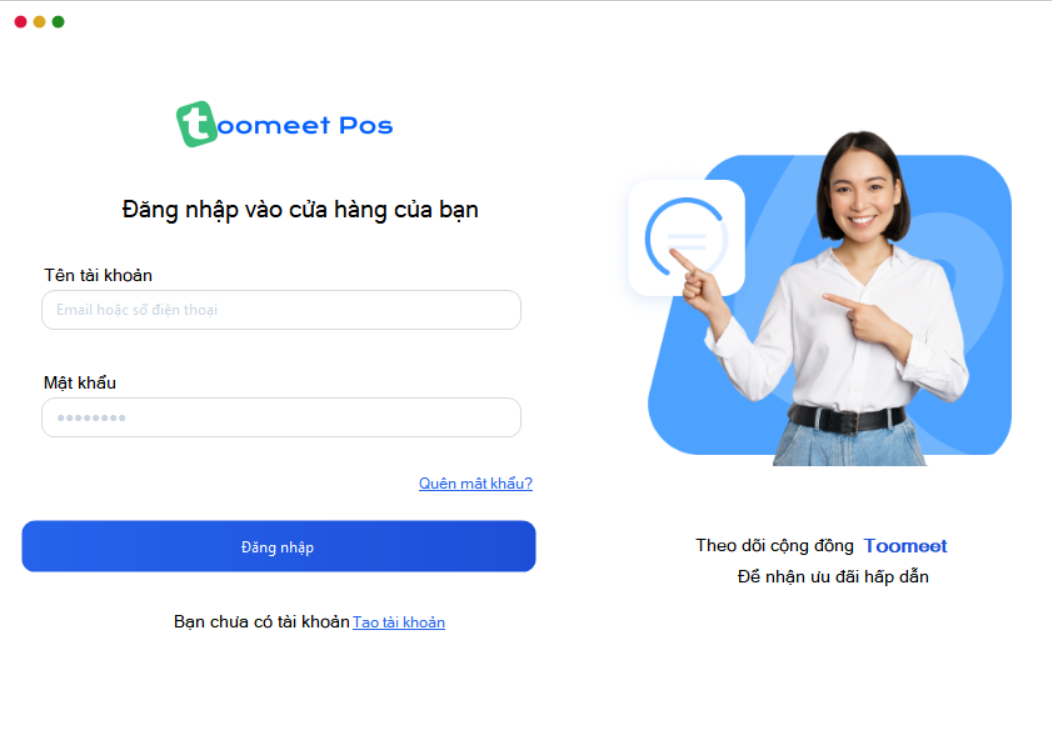 toomeet Pos
Đăng nhập vào cửa hàng của bạn
Tên tài khoản
Email hoặc số điện thoại
Mật khẩu
Quên mật khẩu?
Đăng nhập
Bạn chưa có tài khoản Tạo tài khoản
Theo dõi cộng đồng Toomeet
Để nhận ưu đãi hấp dẫn